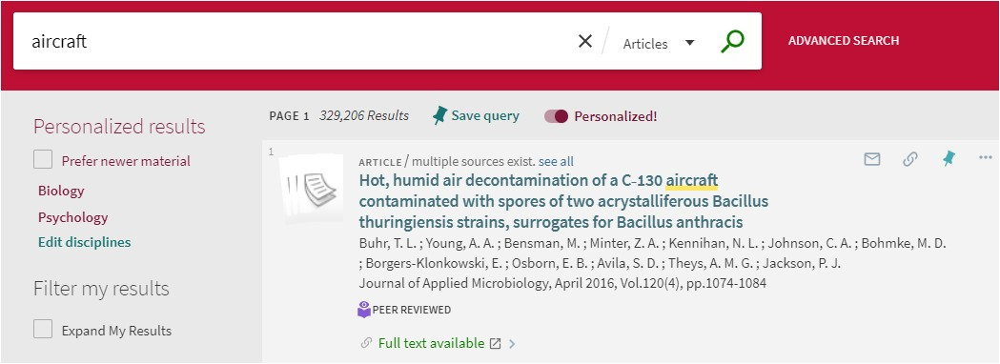 aircraft
Articles
ADVANCED SEARCH
Personalized results
Prefer newer material
Biology
Psychology
Edit disciplines
Filter my results
Expand My Results
PAGE 1 329,206 Results Save query Personalized!
1
ARTICLE / multiple sources exist. see all
Hot, humid air decontamination of a C-130 aircraft
contaminated with spores of two acrystalliferous Bacillus
thuringiensis strains, surrogates for Bacillus anthracis
Buhr, T. L. ; Young, A. A. ; Bensman, M. ; Minter, Z. A. ; Kennihan, N. L. ; Johnson, C. A. ; Bohmke, M. D.
; Borgers-Klonkowski, E. ; Osborn, E. B. ; Avila, S. D. ; Theys, A. M. G. ; Jackson, P. J.
Journal of Applied Microbiology, April 2016, Vol.120(4), pp.1074-1084
PEER REVIEWED
Full text available